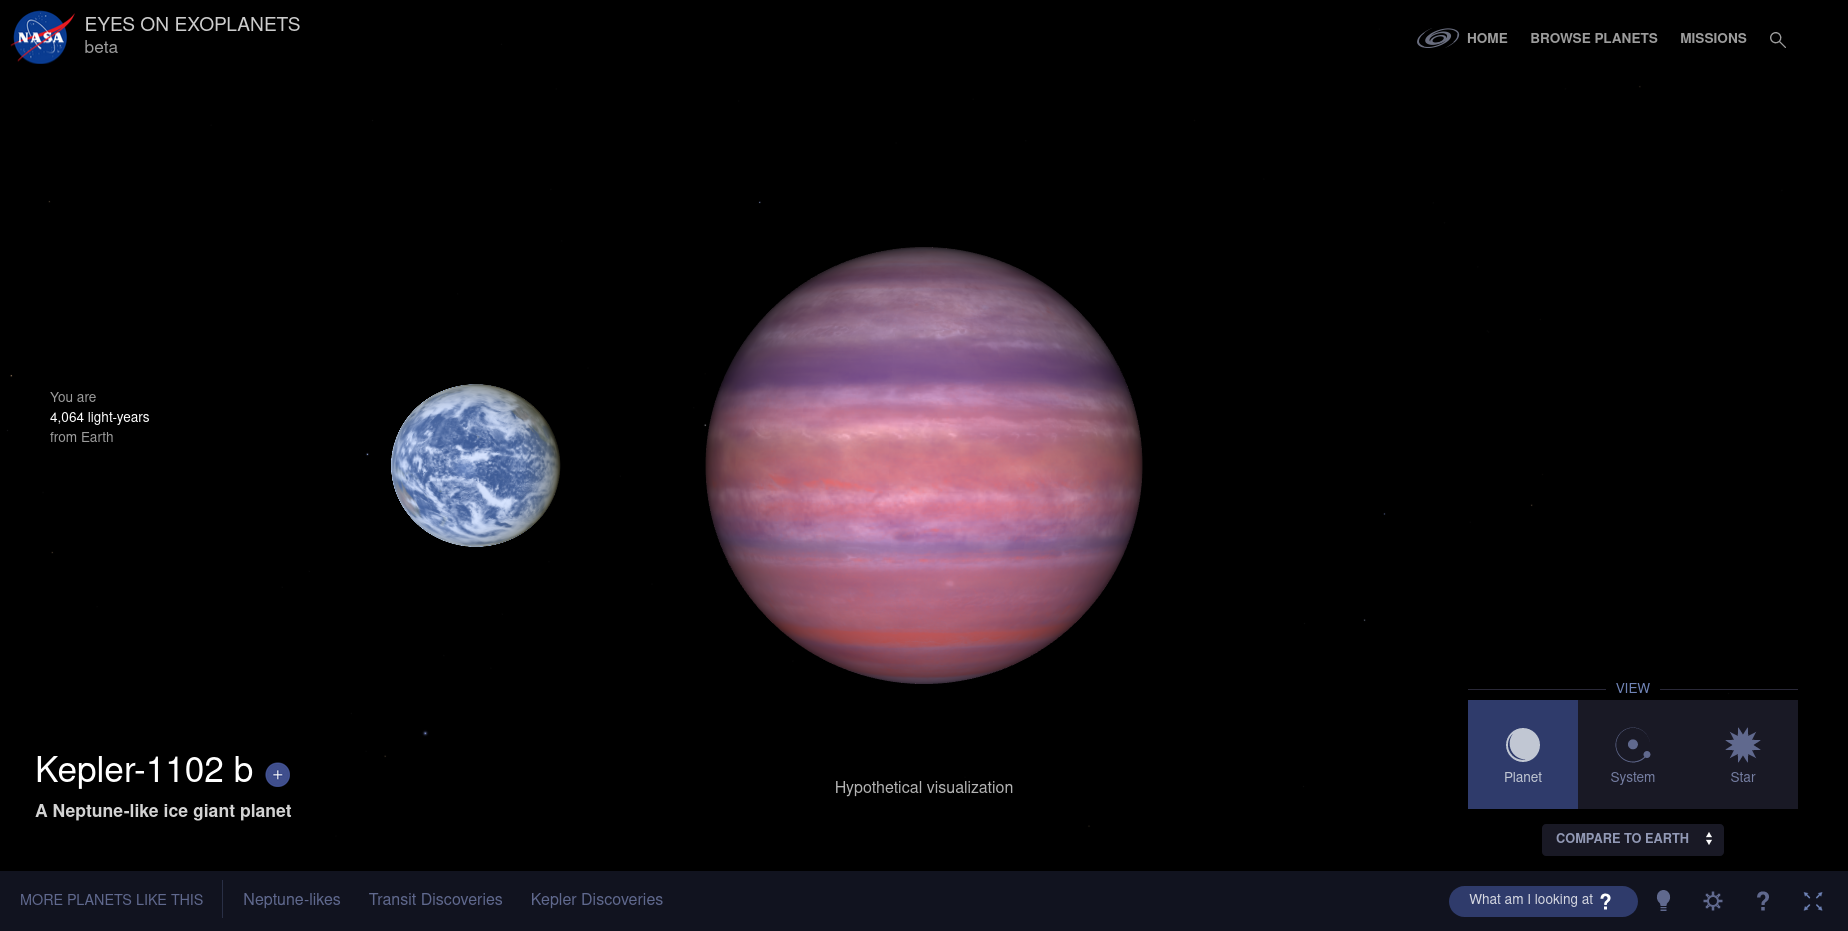 NASA
EYES ON EXOPLANETS
beta
HOME
BROWSE PLANETS
MISSIONS
You are
4,064 light-years
from Earth
Kepler-1102 b +
A Neptune-like ice giant planet
Hypothetical visualization
VIEW
Planet
System
Star
COMPARE TO EARTH
MORE PLANETS LIKE THIS
Neptune-likes
Transit Discoveries
Kepler Discoveries
What am I looking at ?
?